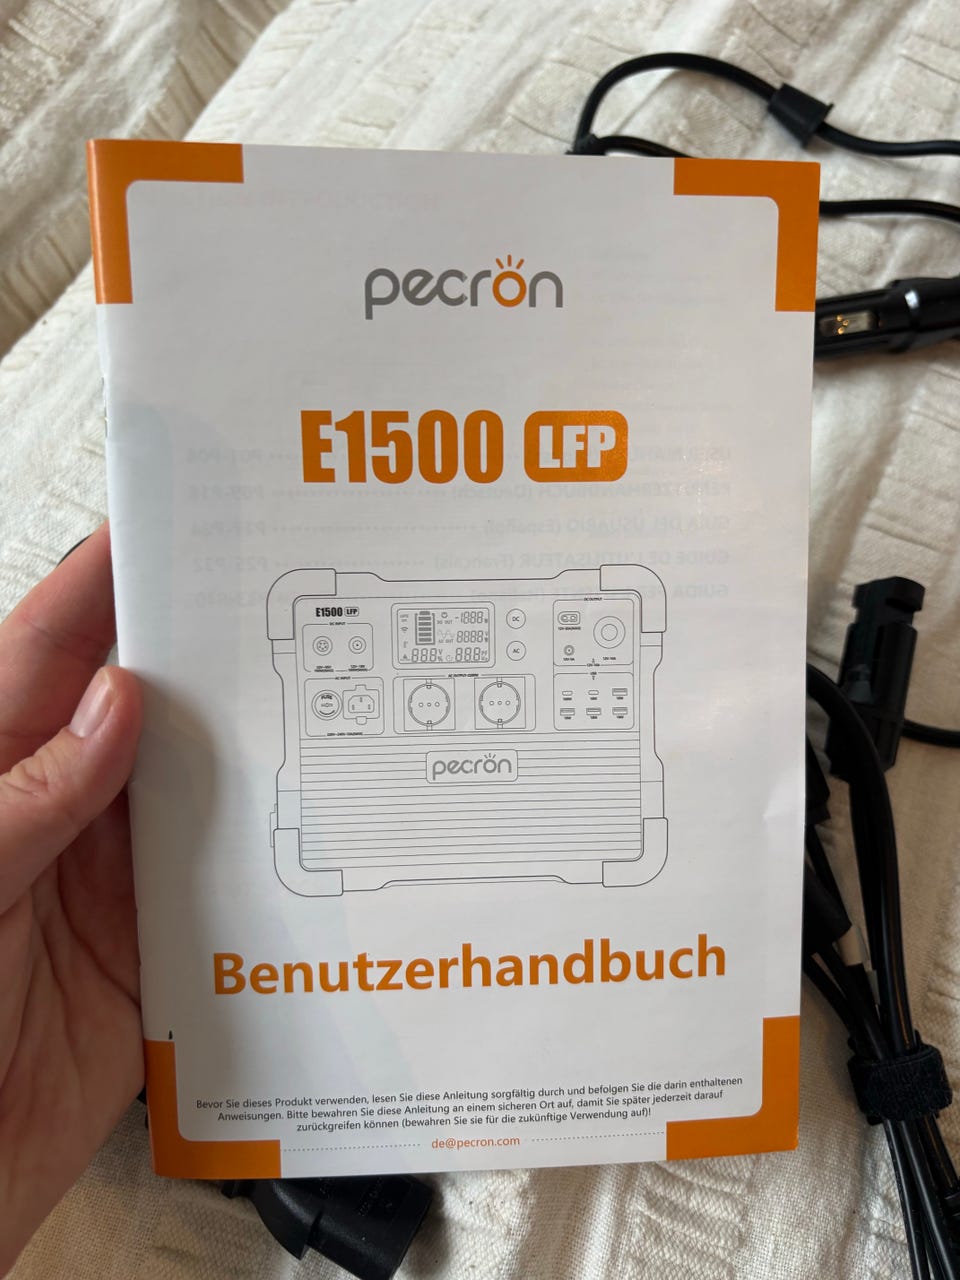 pecron
E1500 LFP
E1500 LFP
DC INPUT
AC INPUT
DC OUTPUT
DC
AC
USB
FUSE
pecron
Benutzerhandbuch
Bevor Sie dieses Produkt verwenden, lesen Sie diese Anleitung sorgfältig durch und befolgen Sie die darin enthaltenen
Anweisungen. Bitte bewahren Sie diese Anleitung an einem sicheren Ort auf, damit Sie später jederzeit darauf
zurückgreifen können (bewahren Sie sie für die zukünftige Verwendung auf)!
de@pecron.com